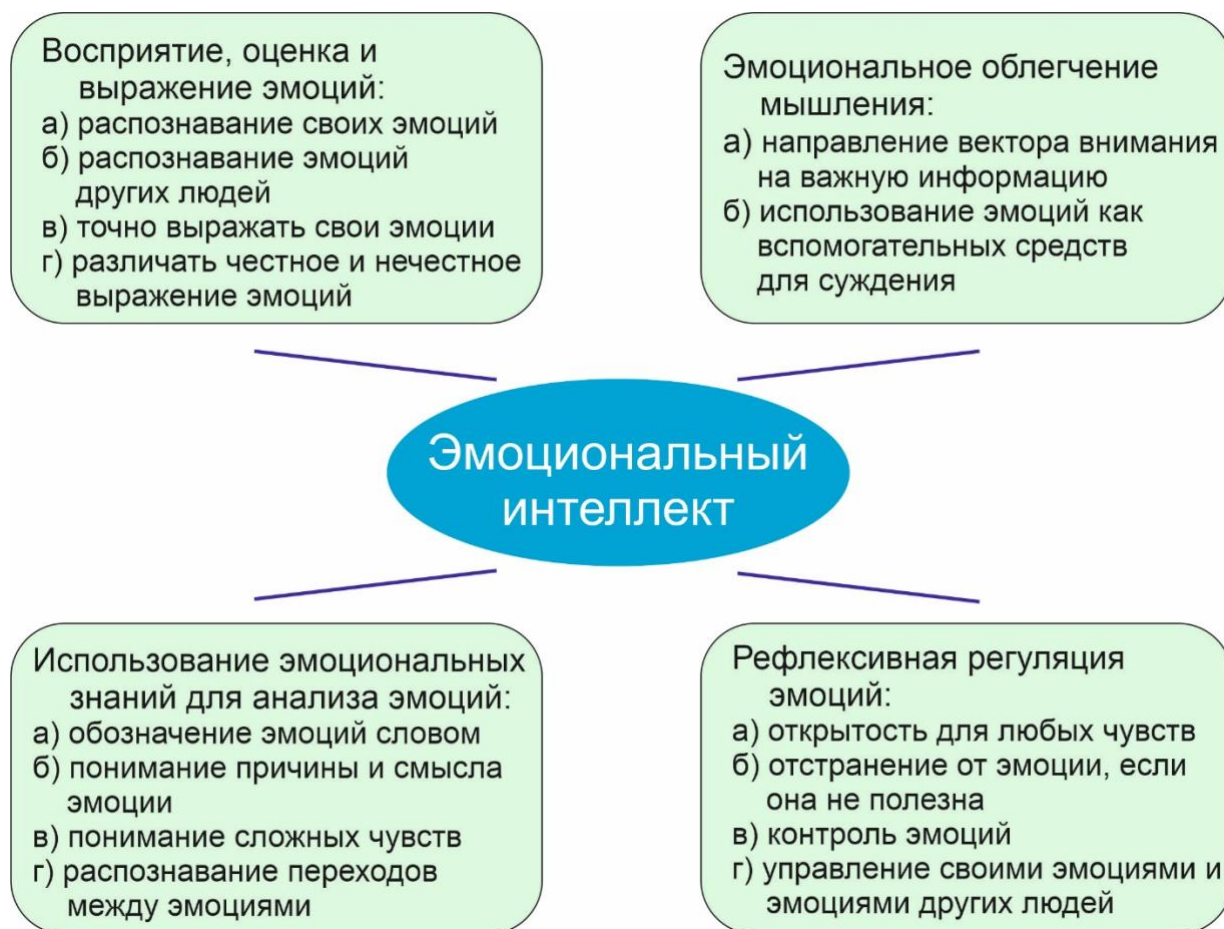 Восприятие, оценка и
выражение эмоций:
а) распознавание своих эмоций
б) распознавание эмоций
других людей
в) точно выражать свои эмоции
г) различать честное и нечестное
выражение эмоций
Эмоциональное облегчение
мышления:
а) направление вектора внимания
на важную информацию
б) использование эмоций как
вспомогательных средств
для суждения
Эмоциональный
интеллект
Использование эмоциональных
знаний для анализа эмоций:
а) обозначение эмоций словом
б) понимание причины и смысла
эмоции
в) понимание сложных чувств
г) распознавание переходов
между эмоциями
Рефлексивная регуляция
эмоций:
а) открытость для любых чувств
б) отстранение от эмоции, если
она не полезна
в) контроль эмоций
г) управление своими эмоциями и
эмоциями других людей